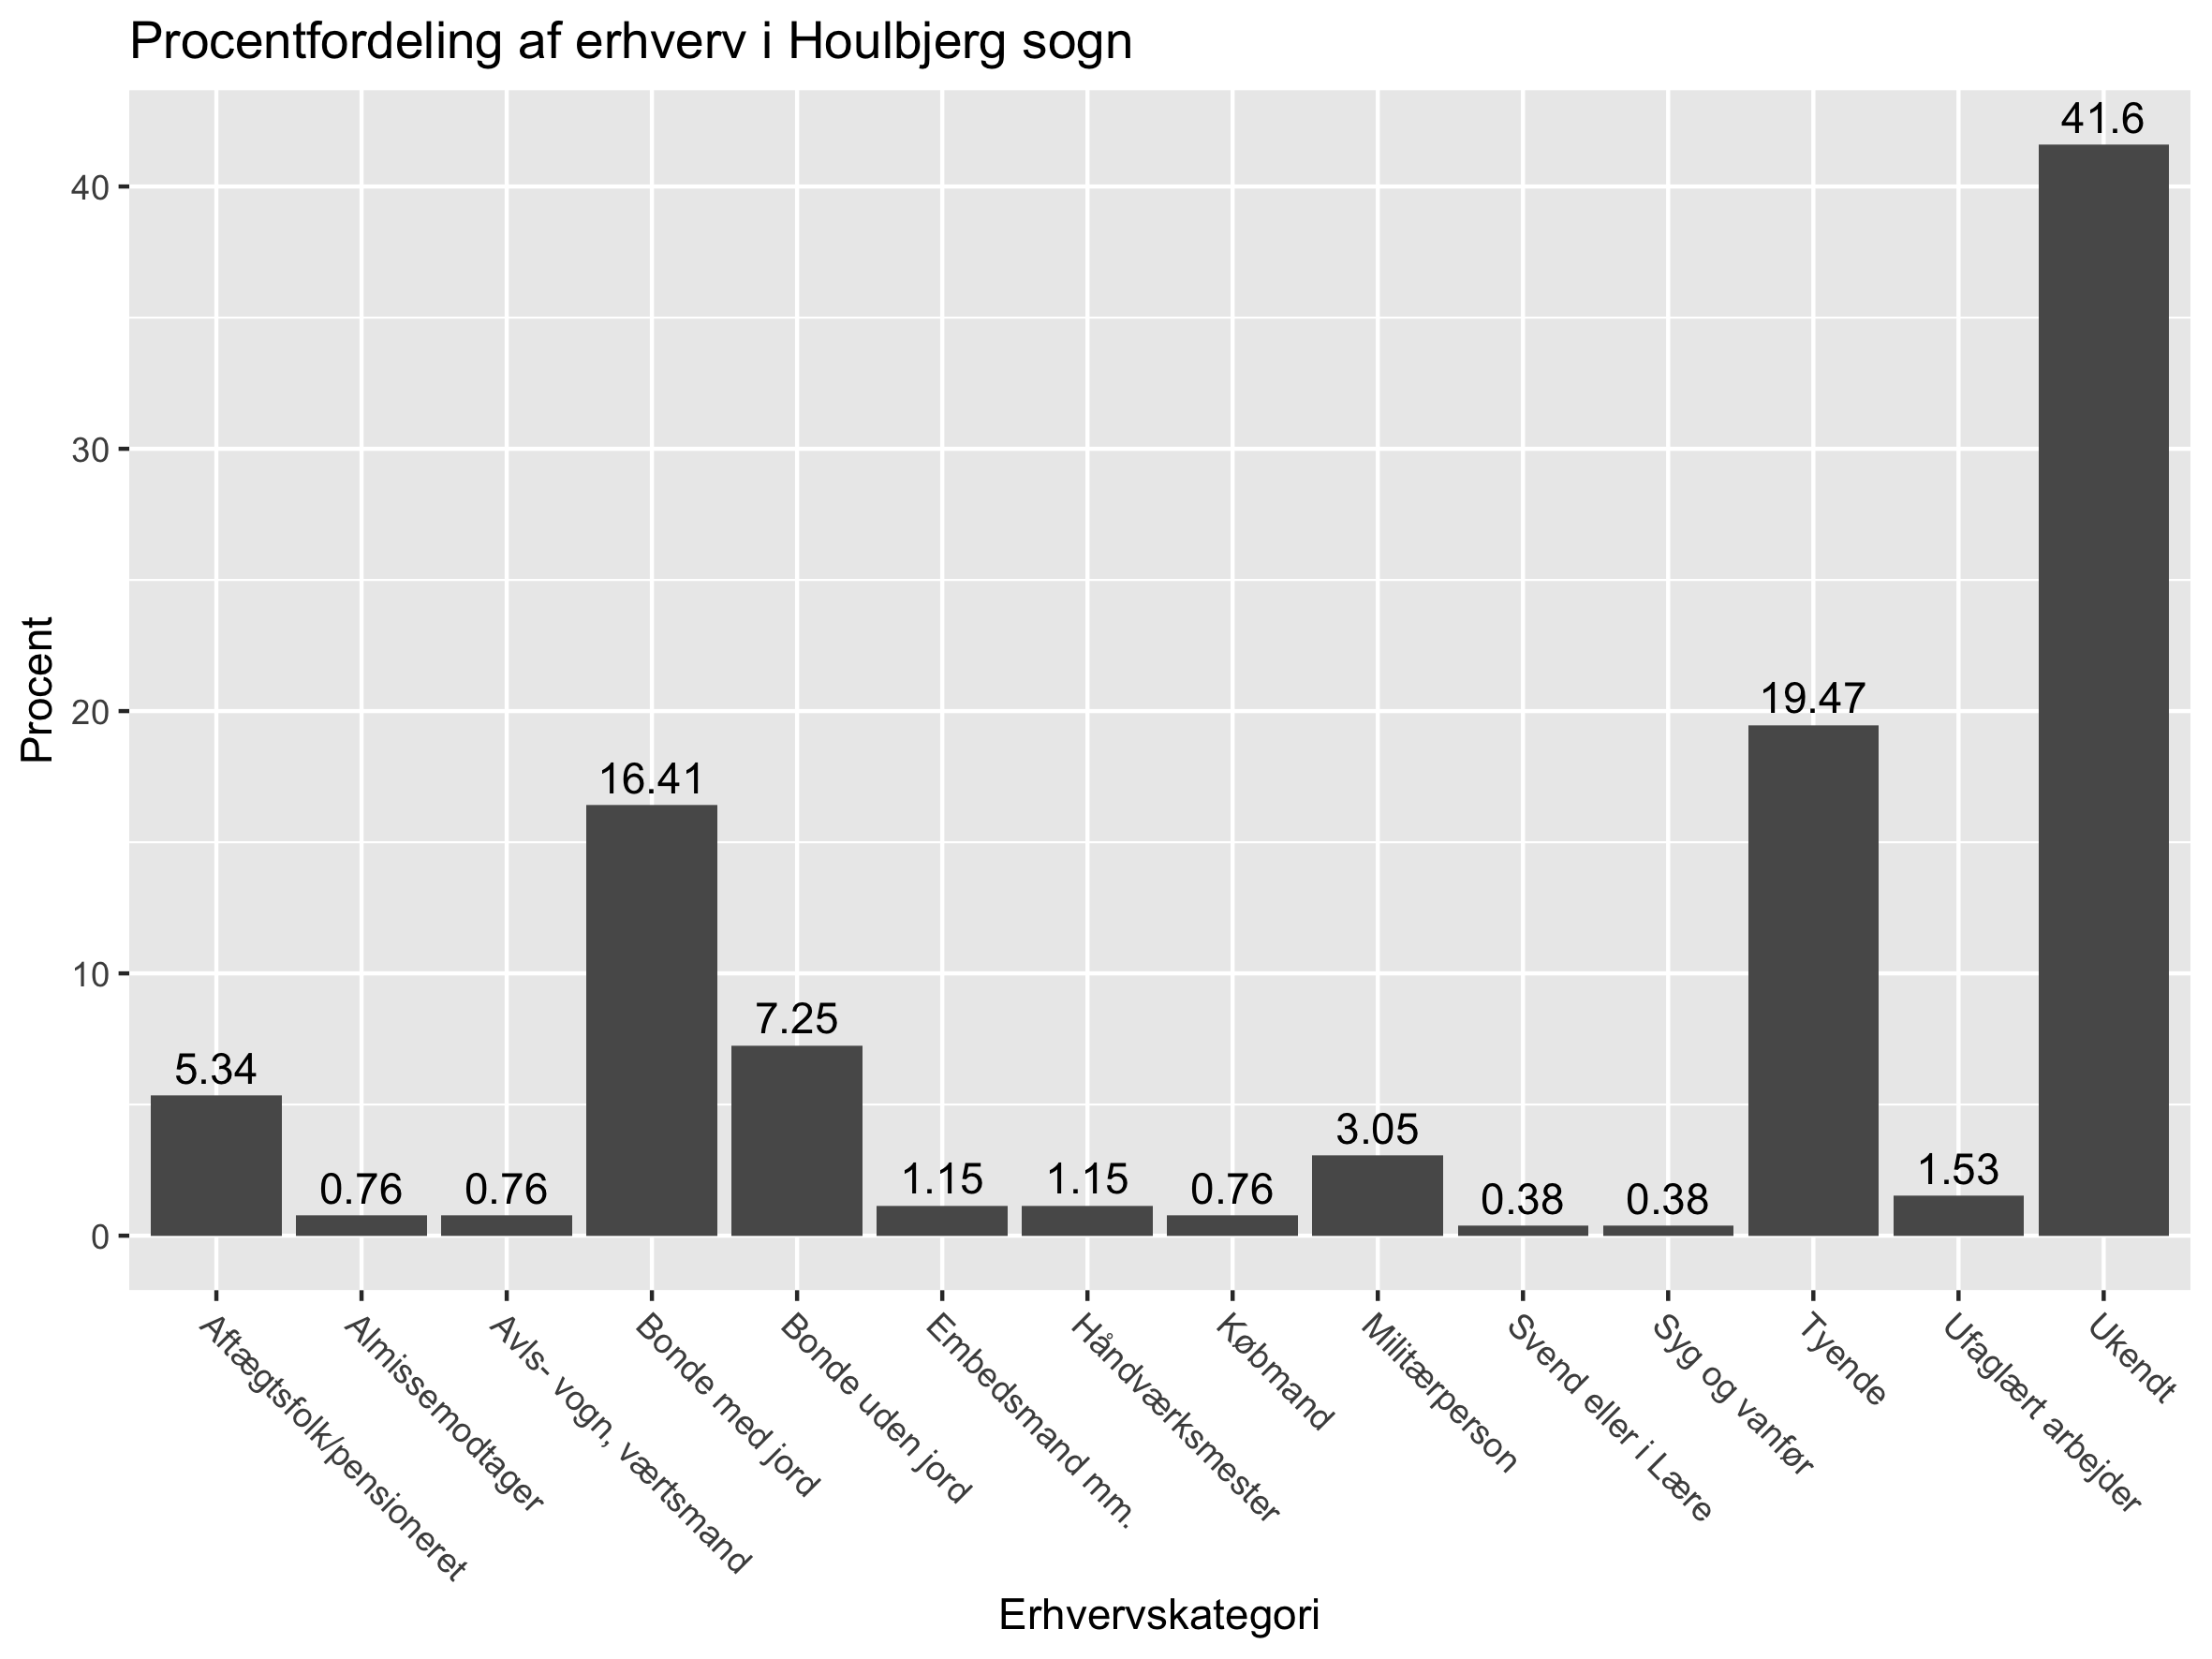 Procentfordeling af erhverv i Houlbjerg sogn
Procent
40
30
20
10
0
5.34
0.76
0.76
16.41
7.25
1.15
1.15
0.76
3.05
0.38
0.38
19.47
1.53
41.6
Aftægtsfolk/pensioneret
Almissemodtager
Avls- vogn, værtsmand
Bonde med jord
Bonde uden jord
Embedsmand mm.
Håndværksmester
Købmand
Militærperson
Svend eller i Lære
Syg og vanfør
Tyende
Ufaglært arbejder
Ukendt
Erhvervskategori